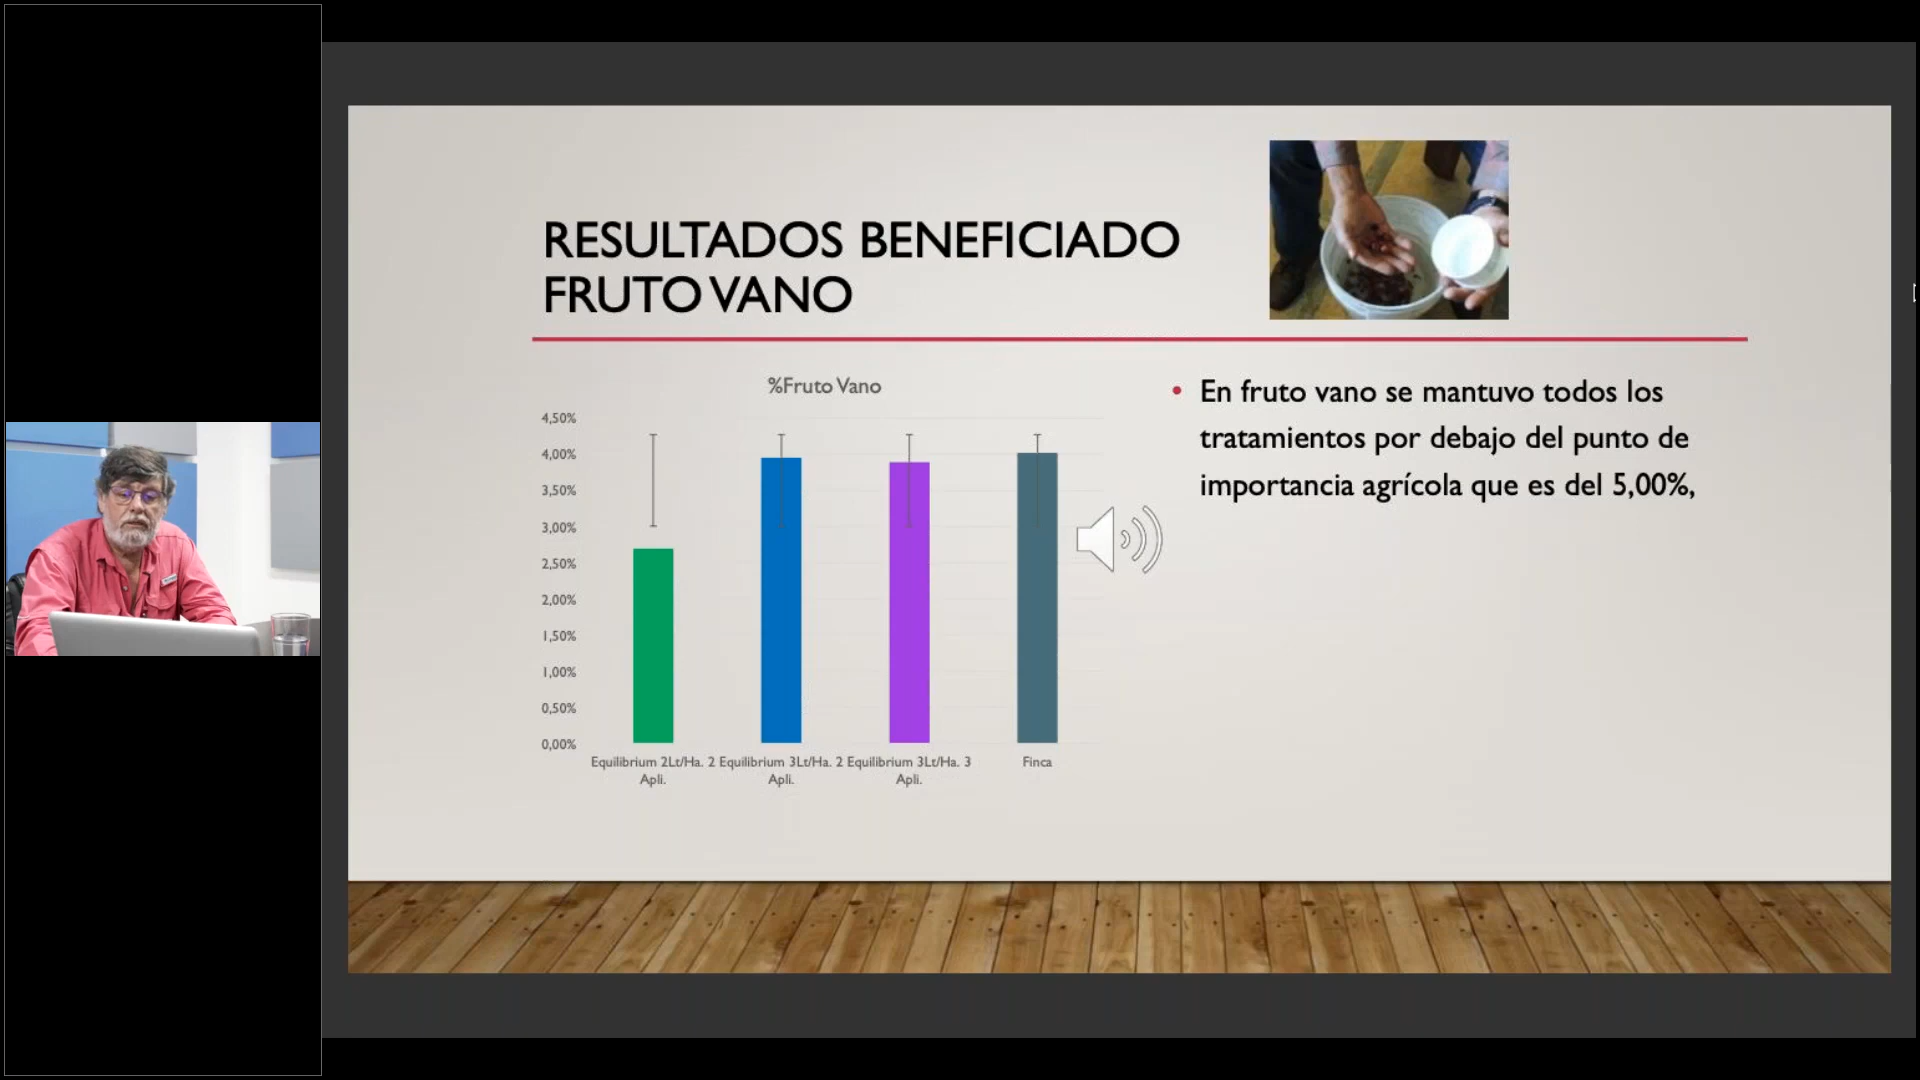 RESULTADOS BENEFICIADO
FRUTO VANO
%Fruto Vano
4,50%
4,00%
3,50%
3,00%
2,50%
2,00%
1,50%
1,00%
0,50%
0,00%
Equilibrium 2Lt/Ha. 2 Apli.
Equilibrium 3Lt/Ha. 2 Apli.
Equilibrium 3Lt/Ha. 3 Apli.
Finca
• En fruto vano se mantuvo todos los
tratamientos por debajo del punto de
importancia agrícola que es del 5,00%,